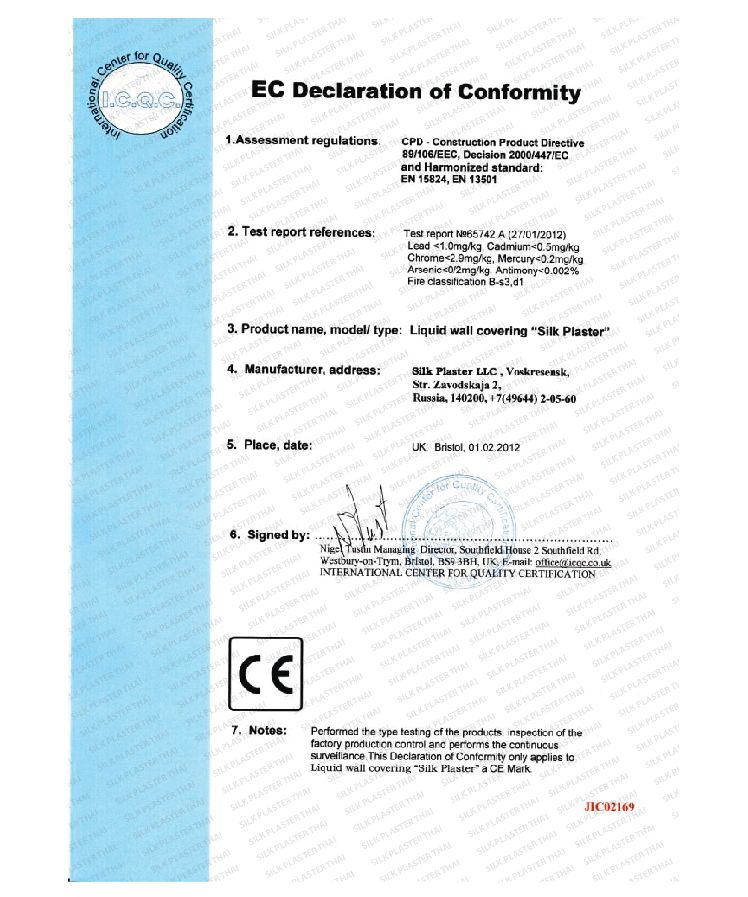 International Center for Quality Certification
I.C.Q.C.
EC Declaration of Conformity
1.Assessment regulations: CPD - Construction Product Directive
89/106/EEC, Decision 2000/447/EC
and Harmonized standard:
EN 15824, EN 13501
2. Test report references: Test report №65742 A (27/01/2012)
Lead <1.0mg/kg, Cadmium<0.5mg/kg
Chrome<2.9mg/kg, Mercury<0.2mg/kg
Arsenic<0/2mg/kg. Antimony<0.002%
Fire classification B-s3,d1
3. Product name, model/ type: Liquid wall covering "Silk Plaster"
4. Manufacturer, address: Silk Plaster LLC , Voskresensk,
Str. Zavodskaja 2,
Russia, 140200, +7(49644) 2-05-60
5. Place, date: UK. Bristol, 01.02.2012
6. Signed by:
Nigel Tustin Managing Director, Southfield House 2 Southfield Rd,
Westbury-on-Trym, Bristol, BS9 3BH, UK, E-mail: office@icqc.co.uk
INTERNATIONAL CENTER FOR QUALITY CERTIFICATION
CE
7. Notes: Performed the type testing of the products, inspection of the
factory production control and performs the continuous
surveillance.This Declaration of Conformity only applies to
Liquid wall covering "Silk Plaster" a CE Mark
JIC02169
SILK PLASTER THAI